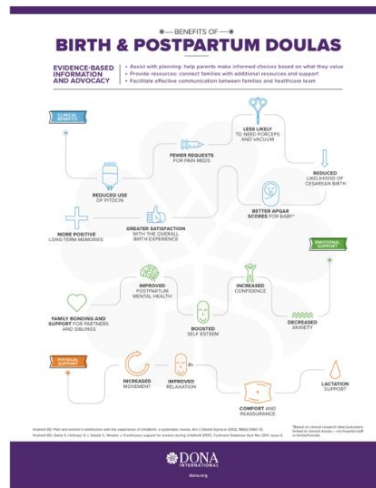 BENEFITS OF
BIRTH & POSTPARTUM DOULAS
EVIDENCE-BASED
INFORMATION
AND ADVOCACY
• Assist with planning: help parents make informed choices based on what they value
• Provide resources: connect families with additional resources and support
• Facilitate effective communication between families and healthcare team
CLINICAL
BENEFITS
LESS LIKELY
TO NEED FORCEPS
AND VACUUM
FEWER REQUESTS
FOR PAIN MEDS
REDUCED
LIKELIHOOD OF
CESAREAN BIRTH
REDUCED USE
OF PITOCIN
BETTER APGAR
SCORES FOR BABY*
MORE POSITIVE
LONG-TERM MEMORIES
GREATER SATISFACTION
WITH THE OVERALL
BIRTH EXPERIENCE
EMOTIONAL
SUPPORT
IMPROVED
POSTPARTUM
MENTAL HEALTH
INCREASED
CONFIDENCE
FAMILY BONDING AND
SUPPORT FOR PARTNERS
AND SIBLINGS
BOOSTED
SELF ESTEEM
DECREASED
ANXIETY
PHYSICAL
SUPPORT
INCREASED
MOVEMENT
IMPROVED
RELAXATION
LACTATION
SUPPORT
COMFORT AND
REASSURANCE
DONA
INTERNATIONAL
dona.org